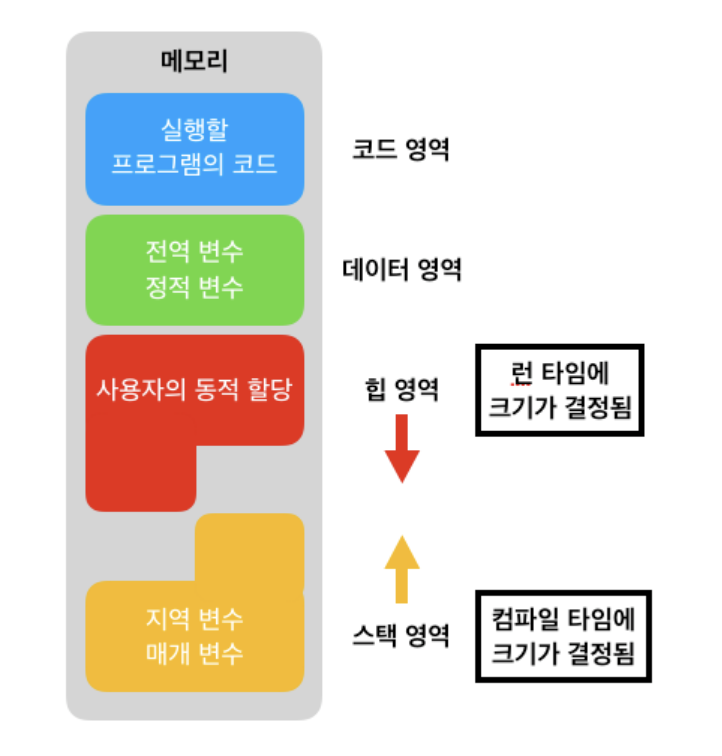 메모리
실행할
프로그램의 코드
코드 영역
전역 변수
정적 변수
데이터 영역
사용자의 동적 할당
힙 영역
런 타임에
크기가 결정됨
지역 변수
매개 변수
스택 영역
컴파일 타임에
크기가 결정됨